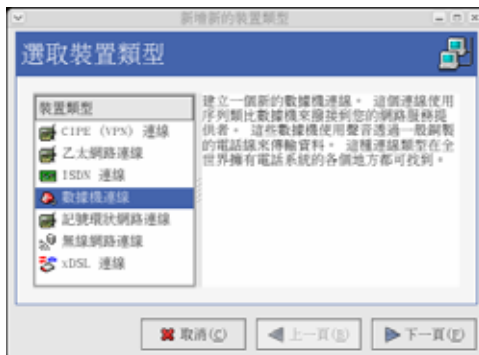 新增新的裝置類型
選取裝置類型
裝置類型
CIPE (VPN) 連線
乙太網路連線
ISDN 連線
數據機連線
記號環狀網路連線
無線網路連線
xDSL 連線
建立一個新的數據機連線。 這個連線使用
序列類比數據機來撥接到您的網路服務提
供者。 這些數據機使用聲音透過一般銅製
的電話線來傳輸資料。 這種連線類型在全
世界擁有電話系統的各個地方都可找到。
取消(C)
上一頁(B)
下一頁(F)